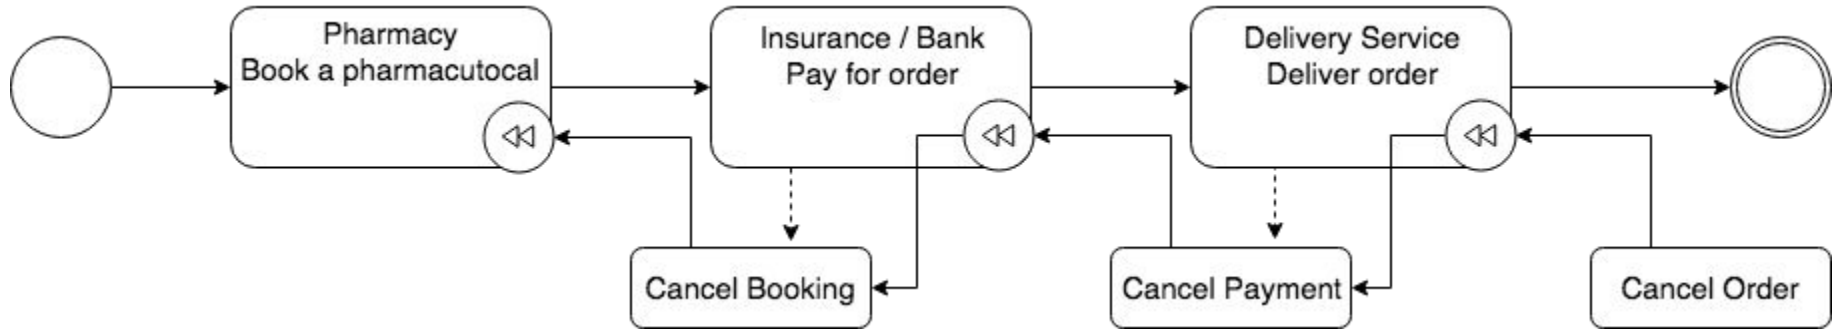 Pharmacy
Book a pharmacutocal
Insurance / Bank
Pay for order
Delivery Service
Deliver order
Cancel Booking
Cancel Payment
Cancel Order